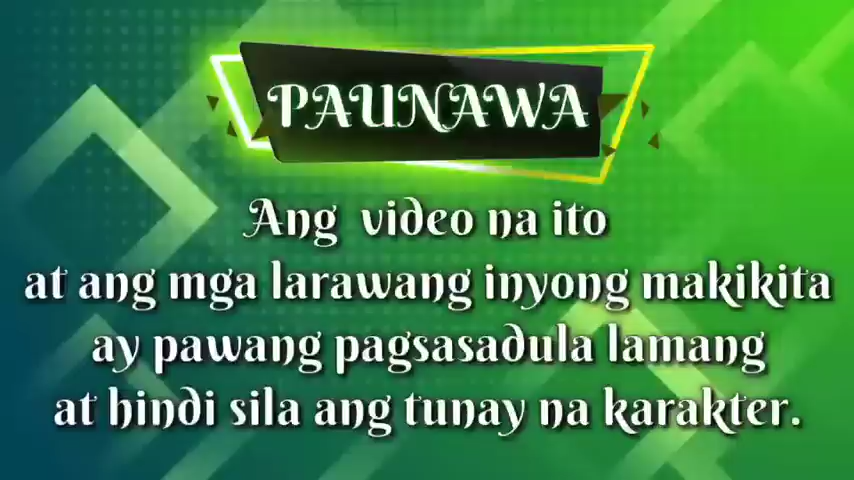 PAUNAWA
Ang video na ito
at ang mga larawang inyong makikita
ay pawang pagsasadula lamang
at hindi sila ang tunay na karakter.